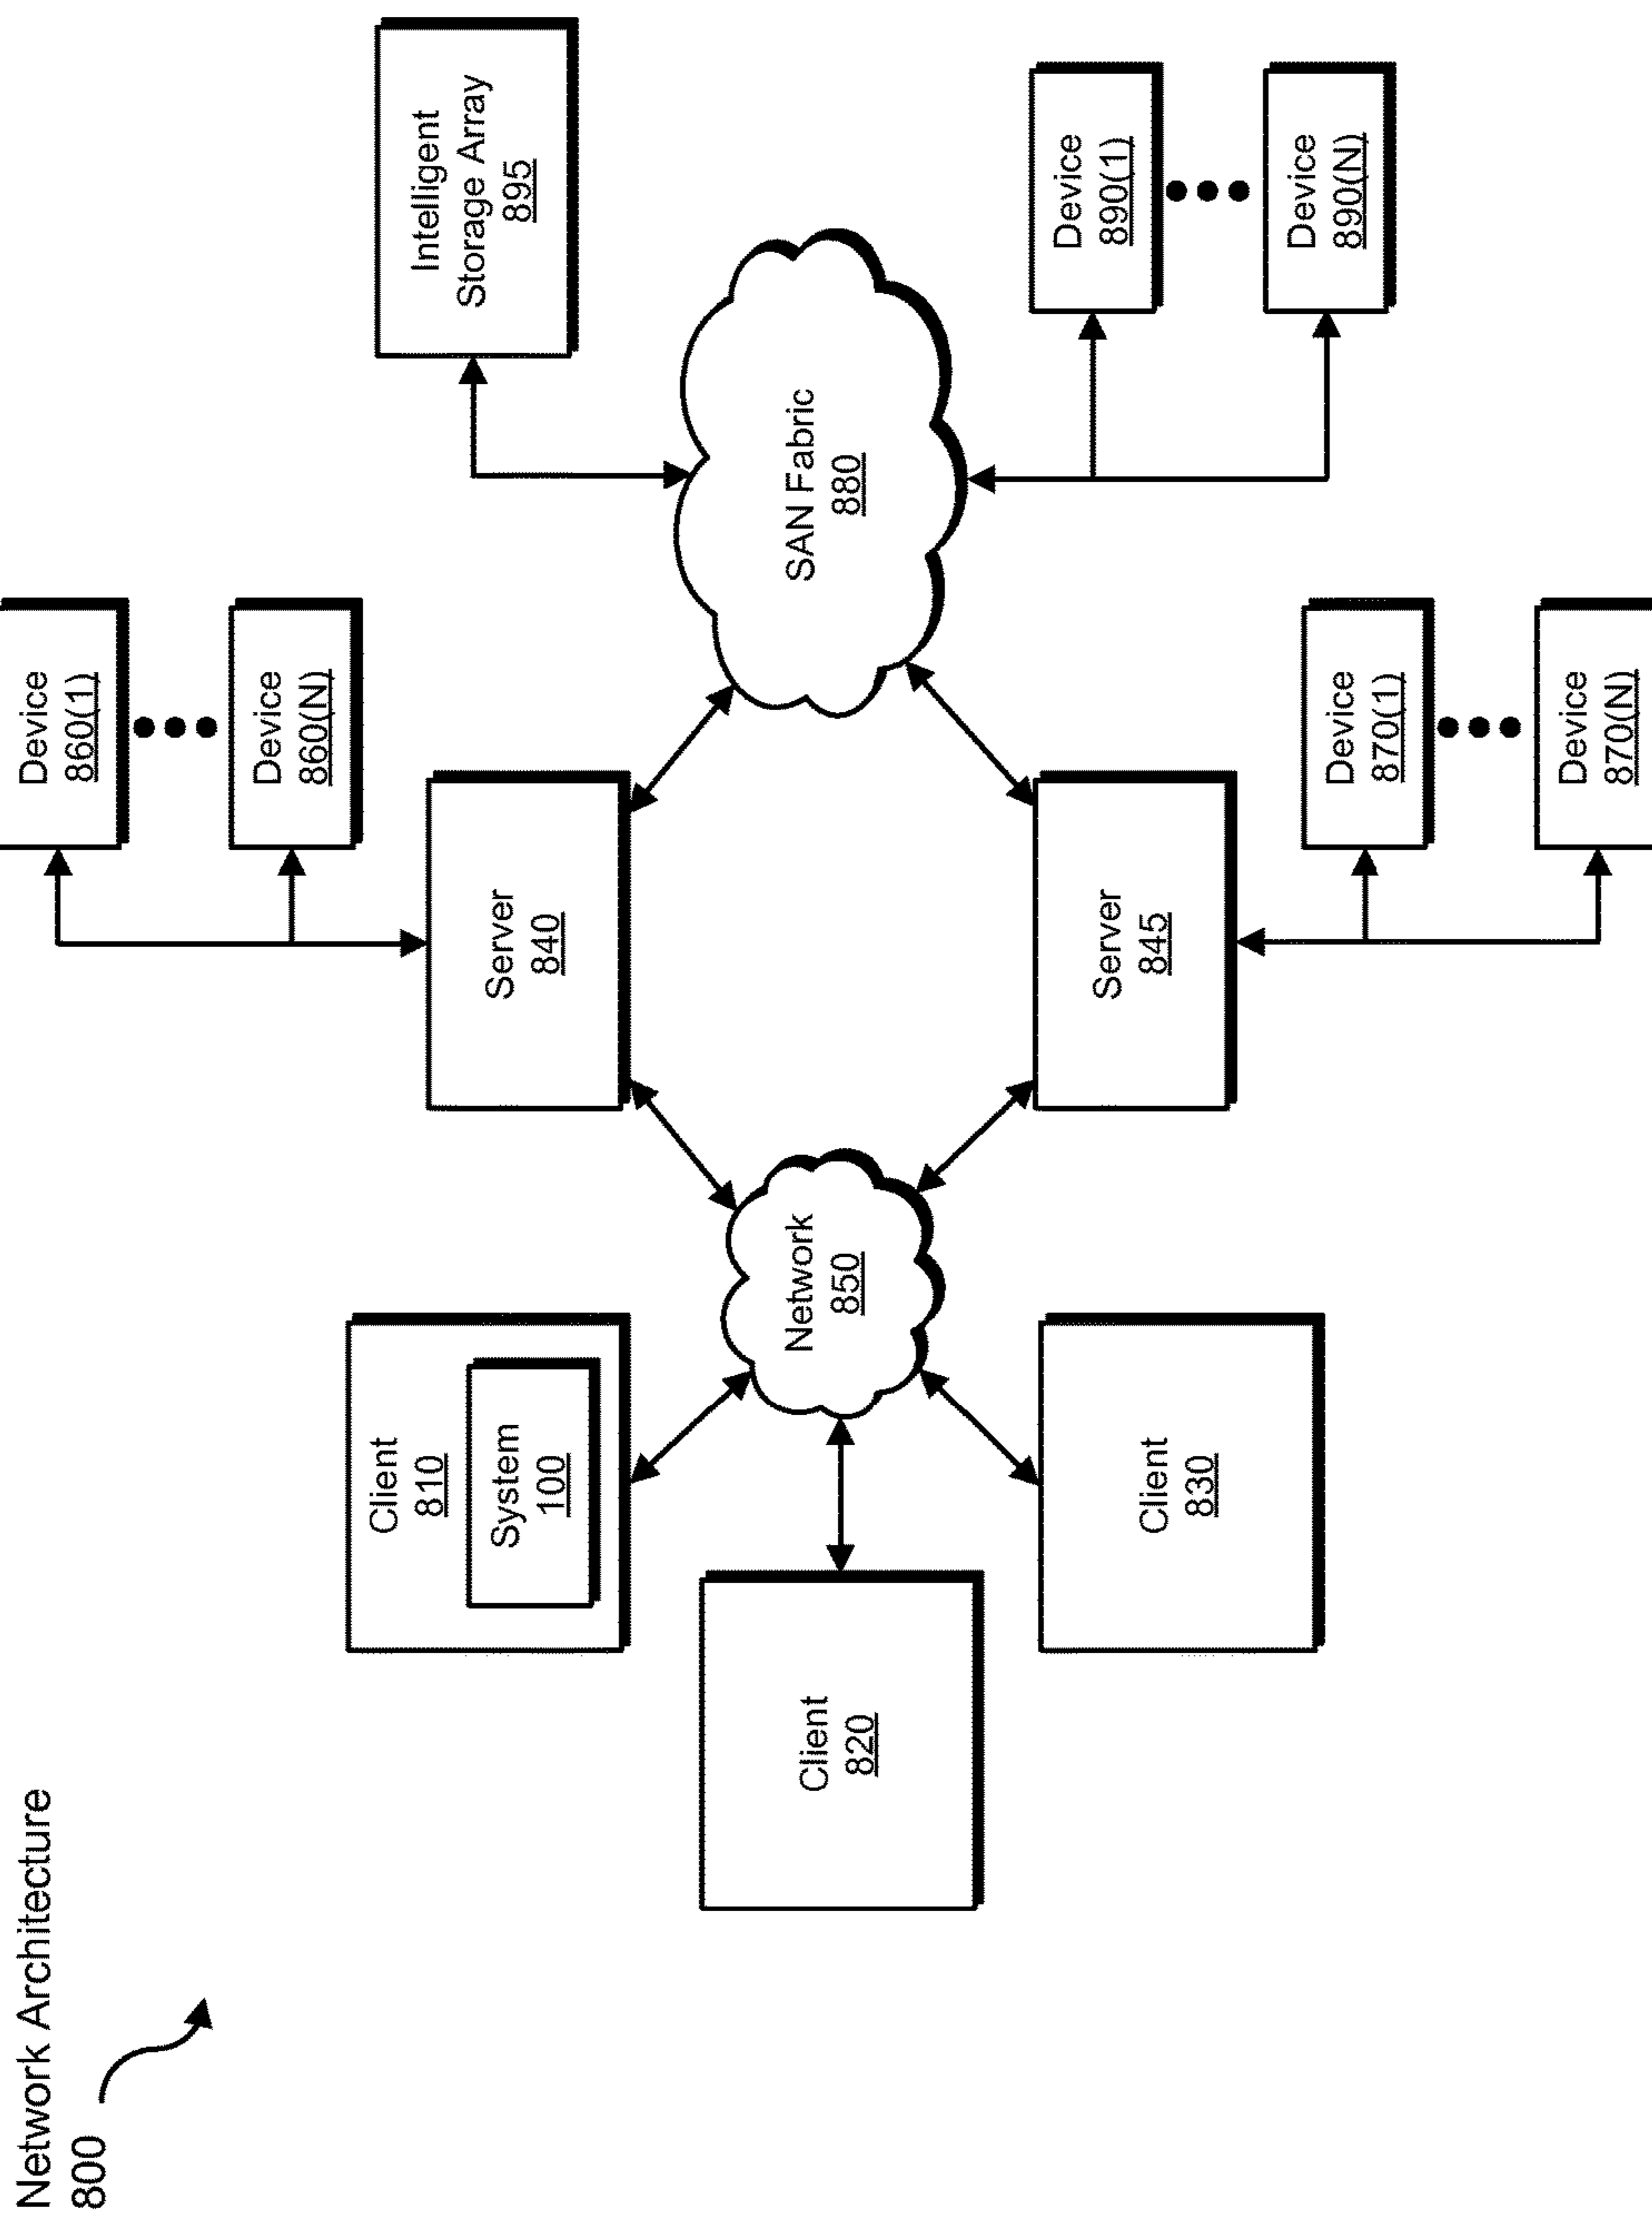 Network Architecture
800
Device
860(1)
Device
860(N)
Intelligent
Storage Array
895
Client
810
System
100
Server
840
Client
820
Network
850
SAN Fabric
880
Client
830
Server
845
Device
890(1)
Device
890(N)
Device
870(1)
Device
870(N)